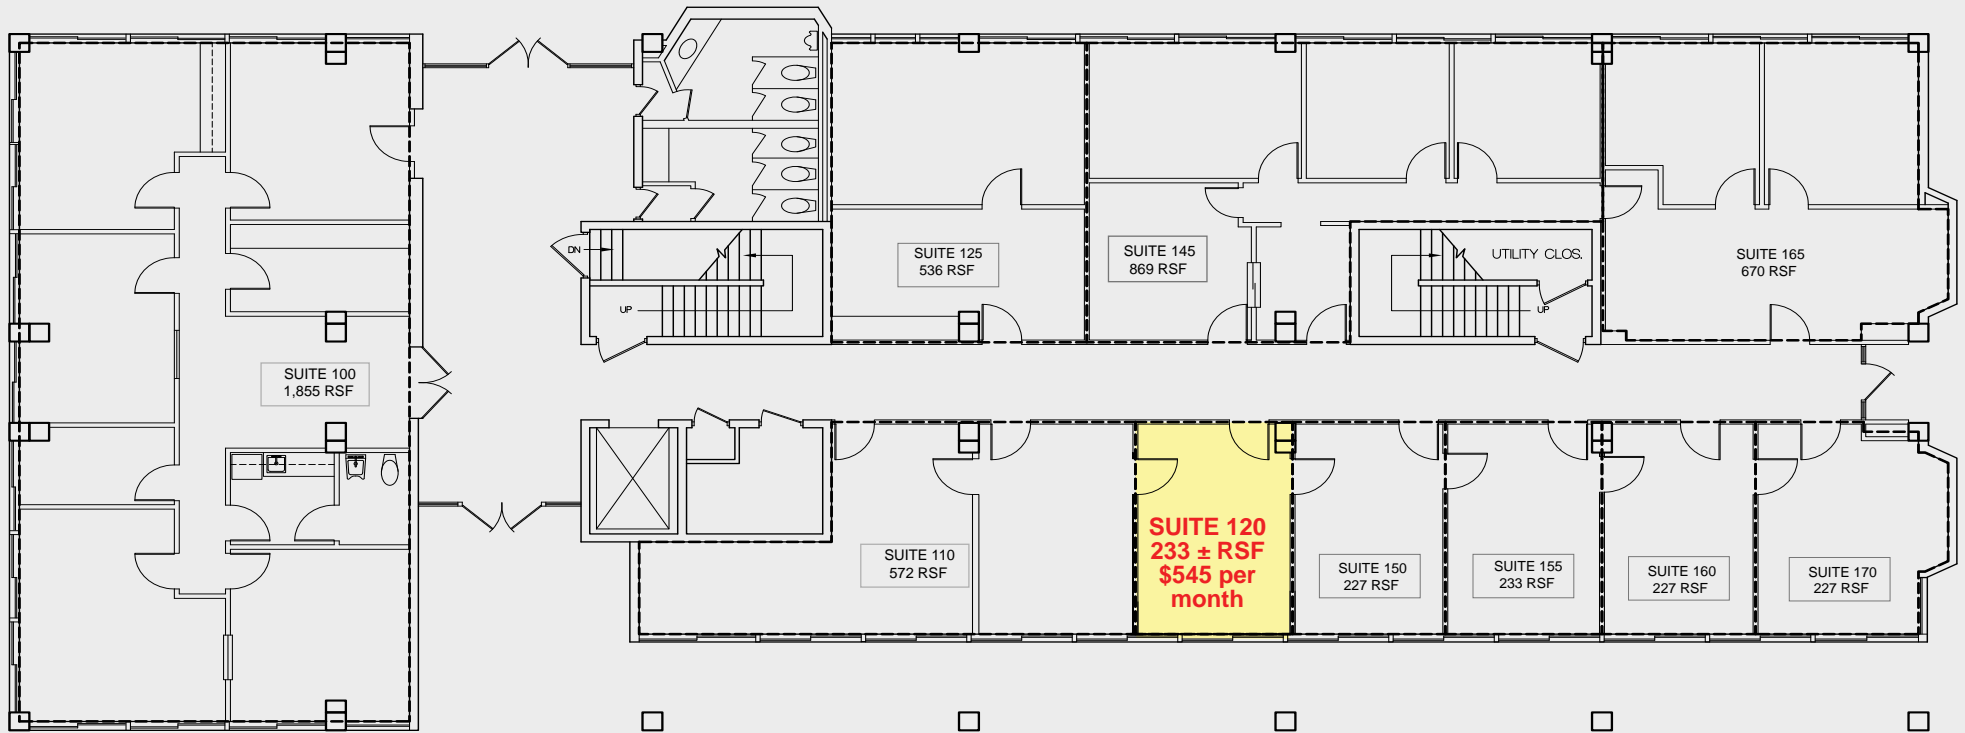 DN
UP
SUITE 125
536 RSF
SUITE 145
869 RSF
UTILITY CLOS.
UP
SUITE 165
670 RSF
SUITE 100
1,855 RSF
SUITE 110
572 RSF
SUITE 120
233 ± RSF
$545 per
month
SUITE 150
227 RSF
SUITE 155
233 RSF
SUITE 160
227 RSF
SUITE 170
227 RSF